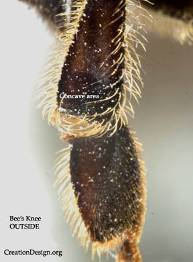 Concave area
Bee's Knee
OUTSIDE
CreationDesign.org